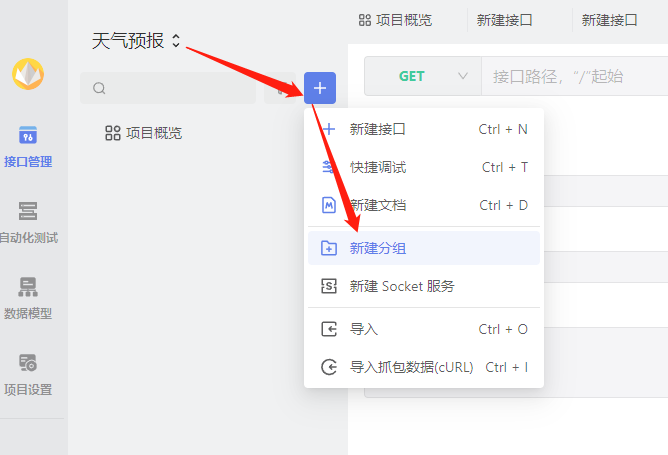 天气预报
项目概览
新建接口
新建接口
GET
接口路径，“/”起始
项目概览
接口管理
自动化测试
数据模型
项目设置
新建接口 Ctrl + N
快捷调试 Ctrl + T
新建文档 Ctrl + D
新建分组
新建 Socket 服务
导入 Ctrl + O
导入抓包数据(cURL) Ctrl + I